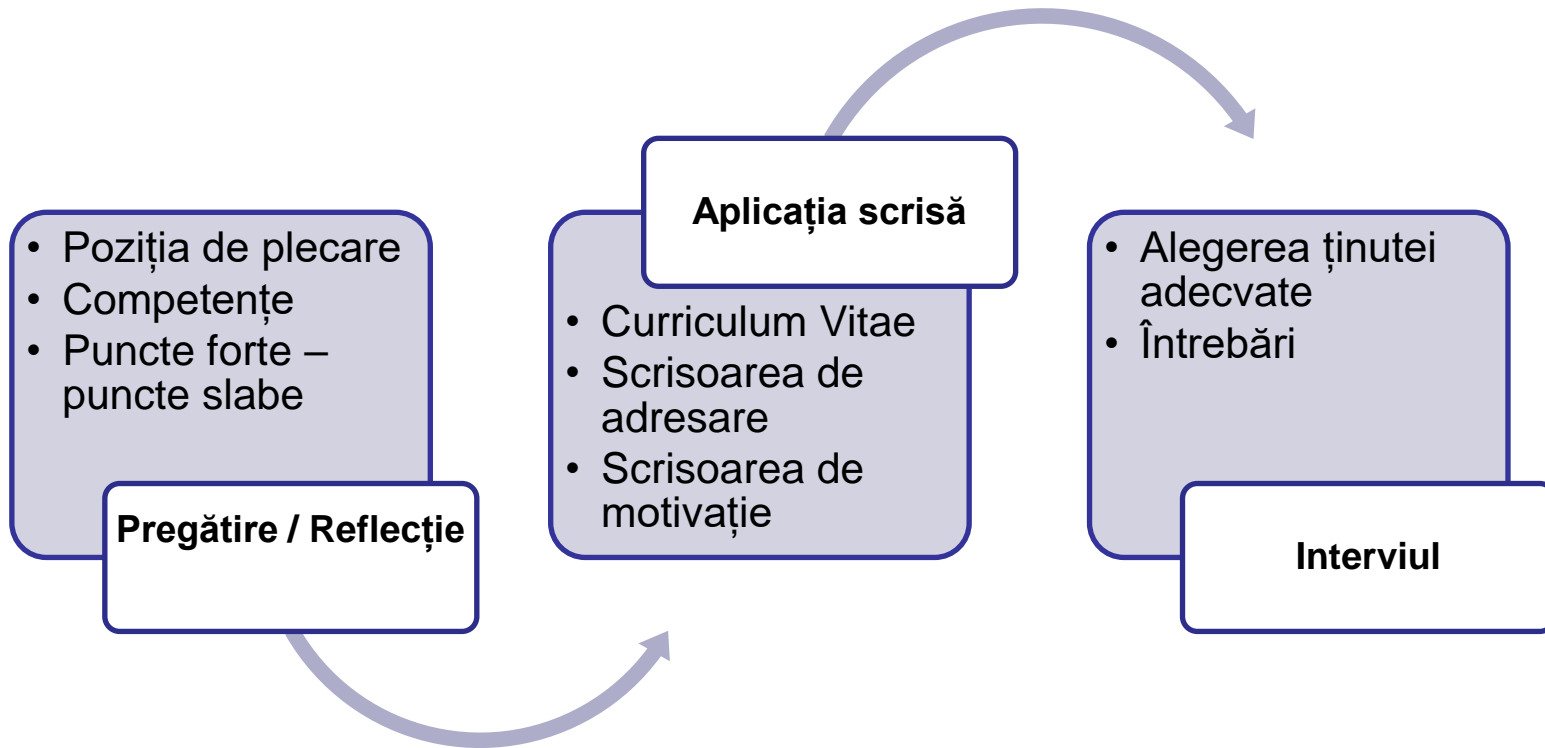 • Poziția de plecare
• Competențe
• Puncte forte –
puncte slabe
Pregătire / Reflecție
Aplicația scrisă
• Curriculum Vitae
• Scrisoarea de
adresare
• Scrisoarea de
motivație
• Alegerea ținutei
adecvate
• Întrebări
Interviul